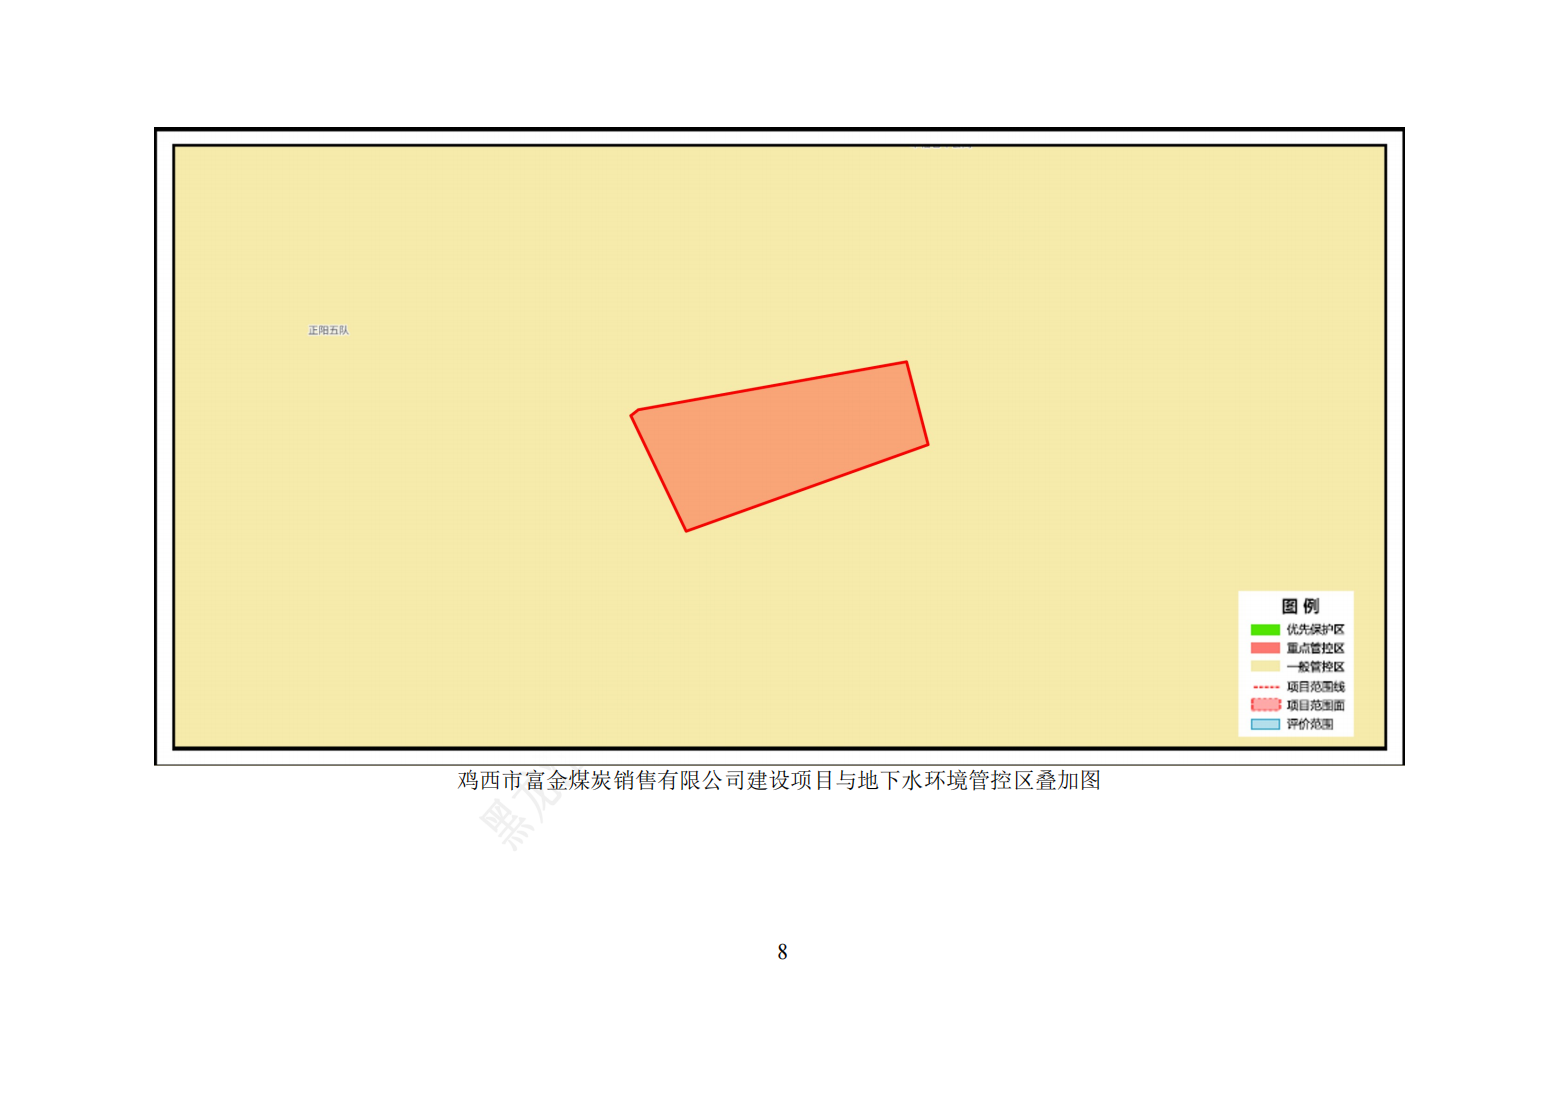 正阳五队
图 例
优先保护区
重点管控区
一般管控区
项目范围线
项目范围面
评价范围
鸡西市富金煤炭销售有限公司建设项目与地下水环境管控区叠加图
黑龙
8